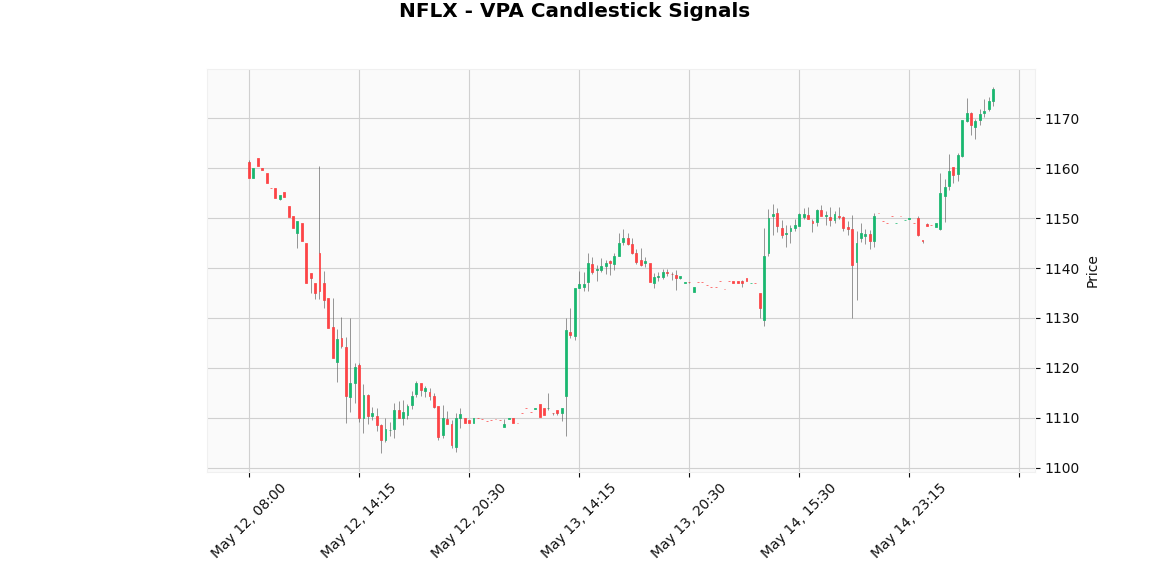 NFLX - VPA Candlestick Signals
1170
1160
1150
1140
1130
1120
1110
1100
Price
May 12, 08:00
May 12, 14:15
May 12, 20:30
May 13, 14:15
May 13, 20:30
May 14, 15:30
May 14, 23:15